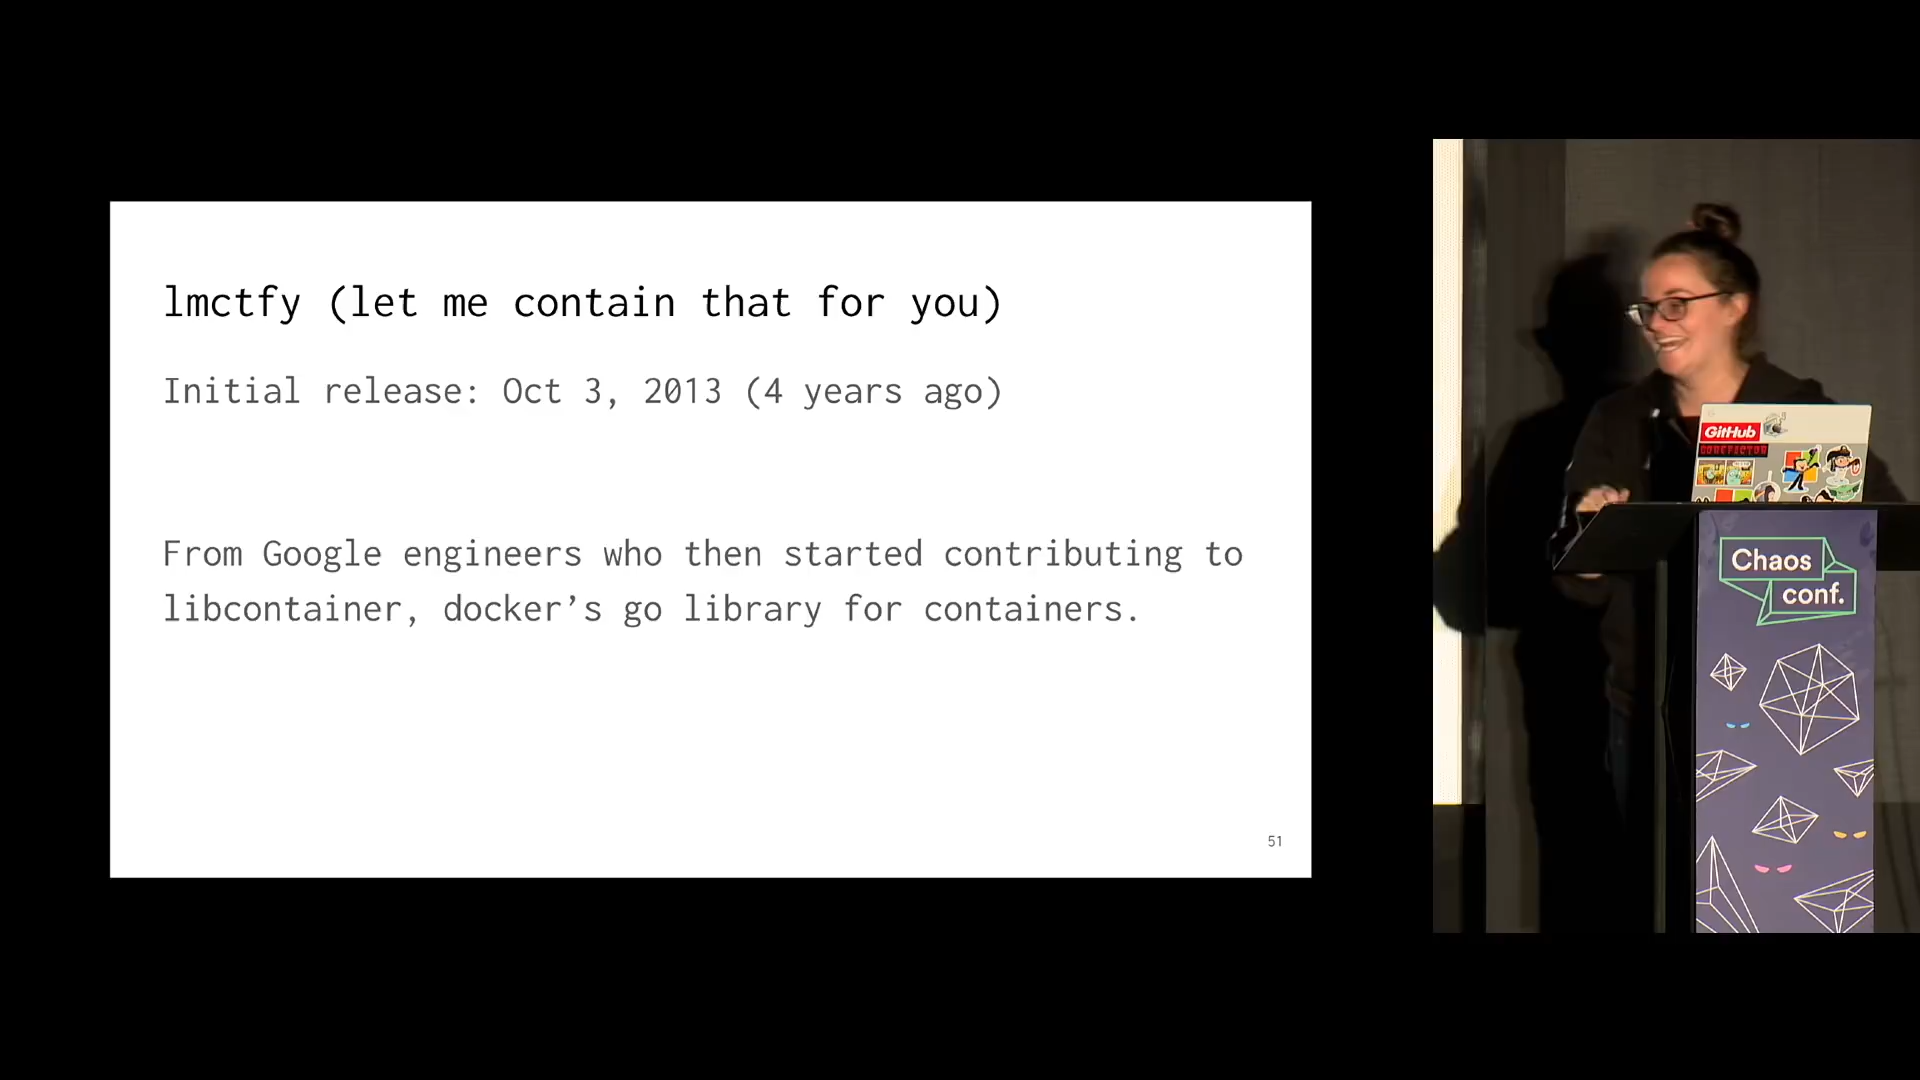 lmctfy (let me contain that for you)
Initial release: Oct 3, 2013 (4 years ago)
From Google engineers who then started contributing to
libcontainer, docker’s go library for containers.
51
GitHub
Chaos
conf.